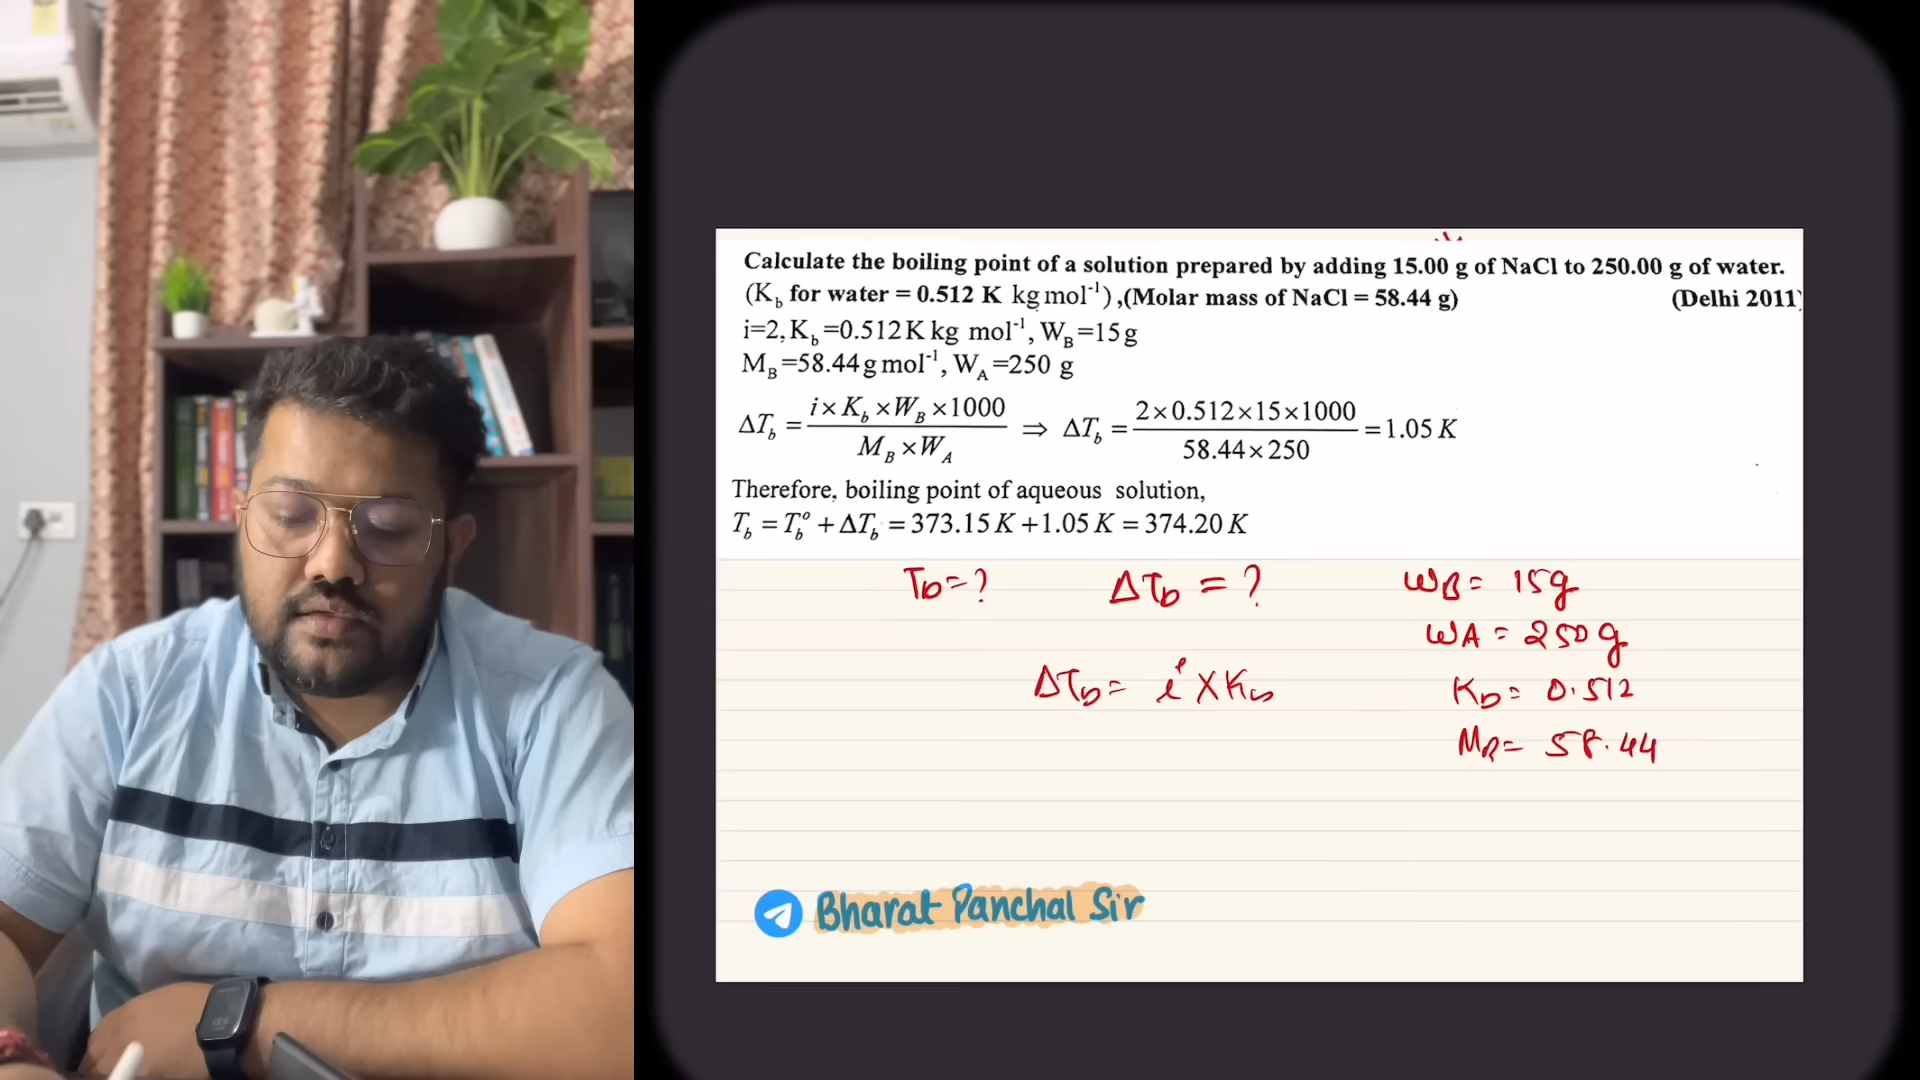 Calculate the boiling point of a solution prepared by adding 15.00 g of NaCl to 250.00 g of water.
(K_b for water = 0.512 K kg mol⁻¹),(Molar mass of NaCl = 58.44 g) (Delhi 2011)
i=2, K_b=0.512 K kg mol⁻¹, W_B=15 g
M_B=58.44 g mol⁻¹, W_A=250 g
ΔT_b = (i × K_b × W_B × 1000)/(M_B × W_A) ⇒ ΔT_b = (2×0.512×15×1000)/(58.44×250) = 1.05 K
Therefore, boiling point of aqueous solution,
T_b = T_b° + ΔT_b = 373.15 K + 1.05 K = 374.20 K
Tb = ? ΔTb = ? WB = 15g
WA = 250g
ΔTb = i × Kb Kb = 0.512
MB = 58.44
Bharat Panchal Sir